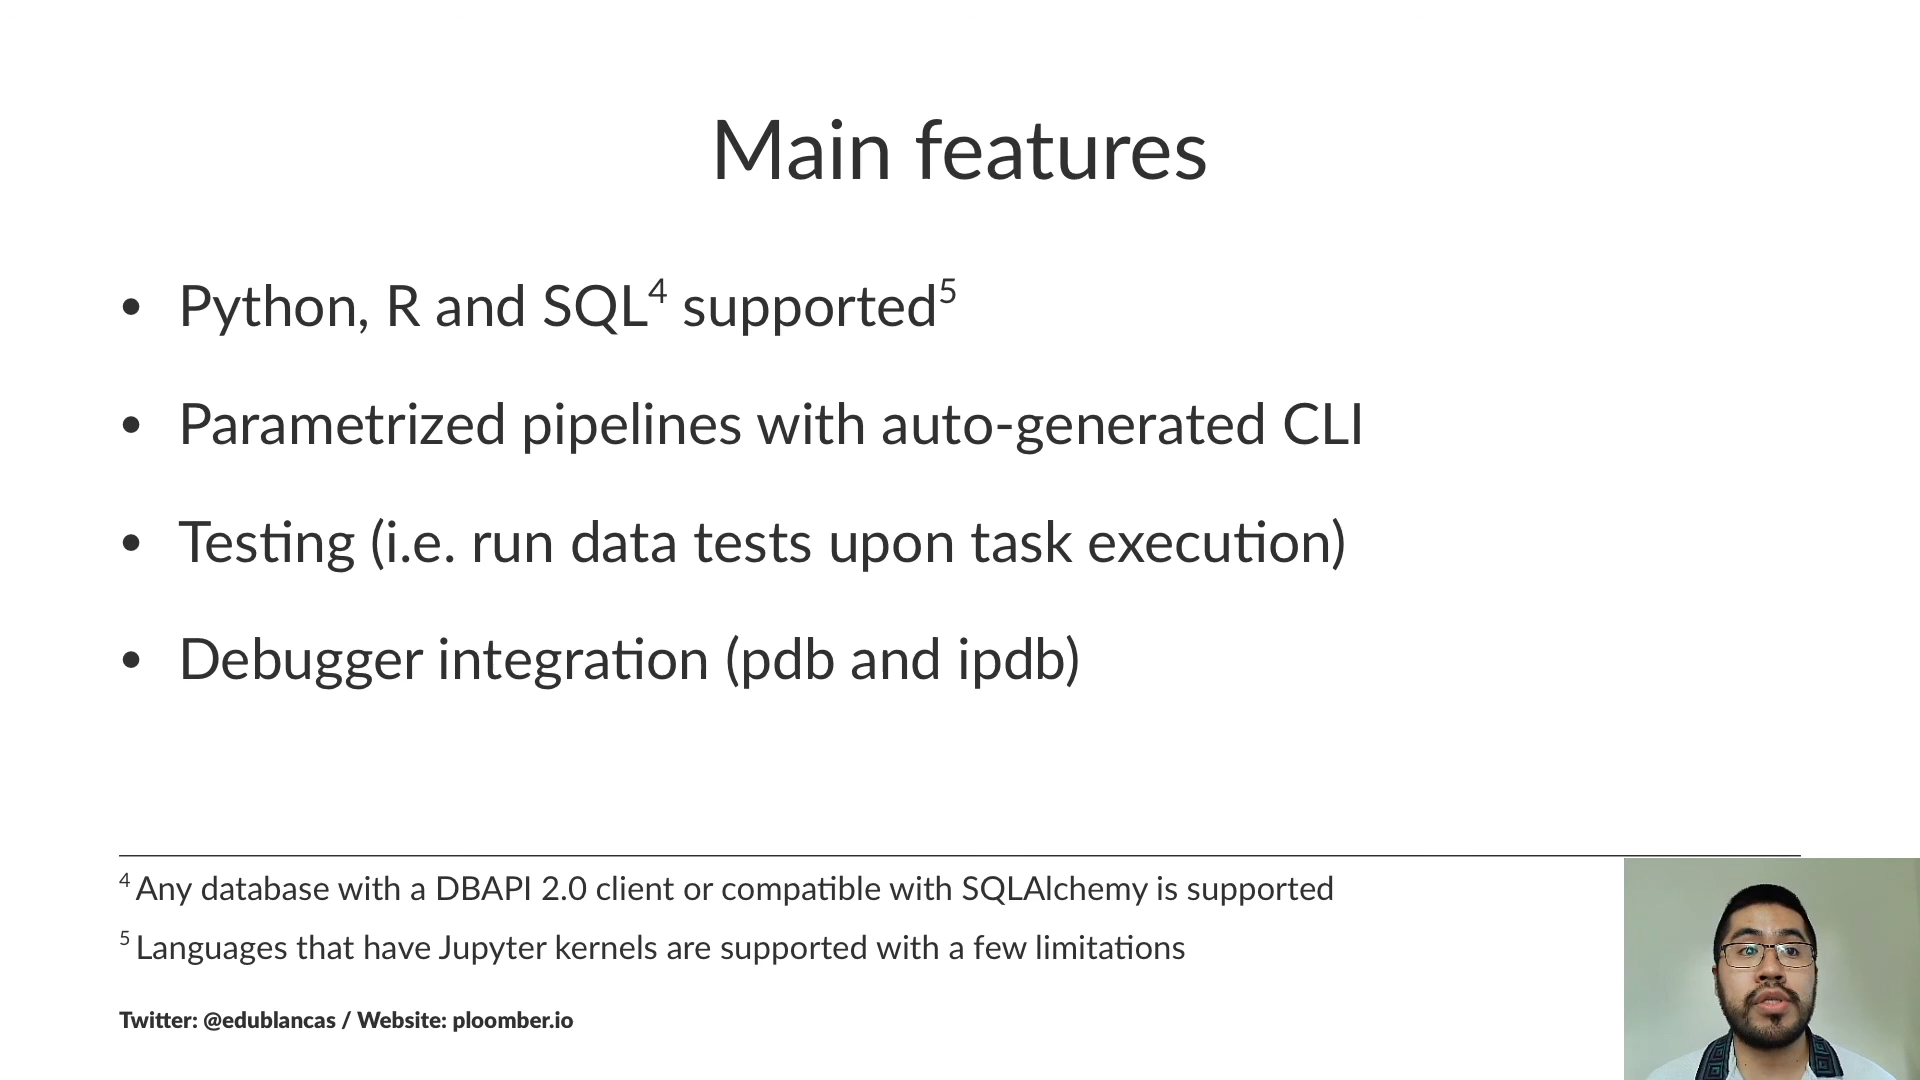 Main features
• Python, R and SQL⁴ supported⁵
• Parametrized pipelines with auto-generated CLI
• Testing (i.e. run data tests upon task execution)
• Debugger integration (pdb and ipdb)
⁴ Any database with a DBAPI 2.0 client or compatible with SQLAlchemy is supported
⁵ Languages that have Jupyter kernels are supported with a few limitations
Twitter: @edublancas / Website: ploomber.io